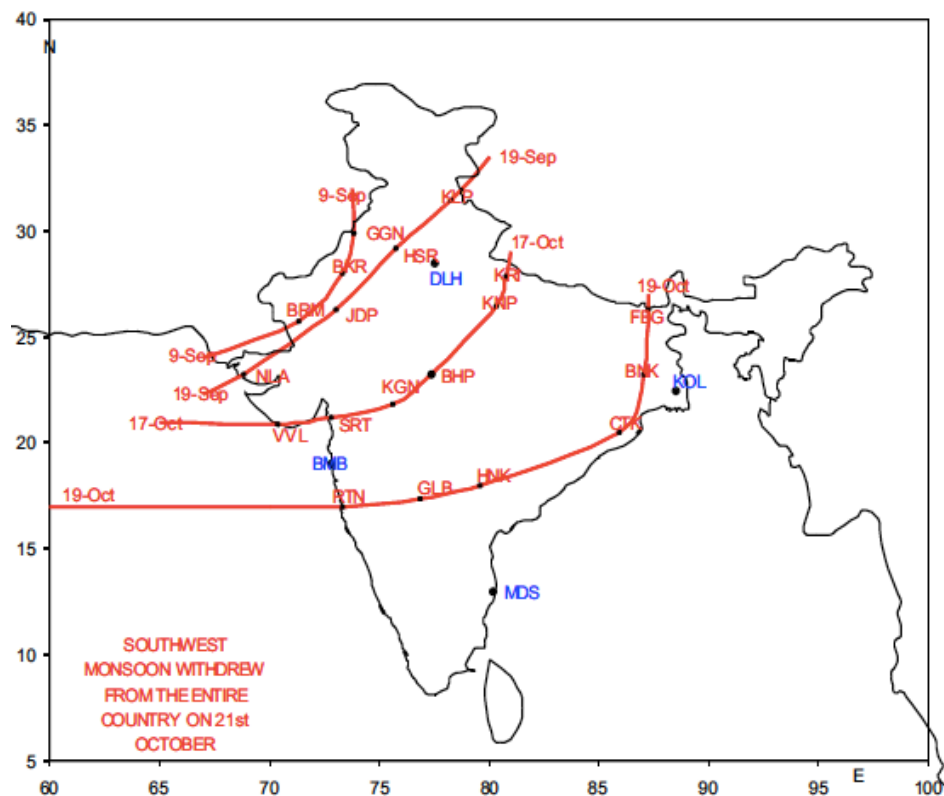 40
N
35
19-Sep
9-Sep
KLP
30
GGN
17-Oct
HSR
BKR
DLH
KRI
19-Oct
BRM
KNP
JDP
FBG
25
9-Sep
NLA
BNK
KOL
19-Sep
KGN
BHP
17-Oct
VVL
SRT
CTK
20
BMB
HNK
19-Oct
RTN
GLB
15
MDS
SOUTHWEST
MONSOON WITHDREW
10
FROM THE ENTIRE
COUNTRY ON 21st
OCTOBER
5
E
60
65
70
75
80
85
90
95
100